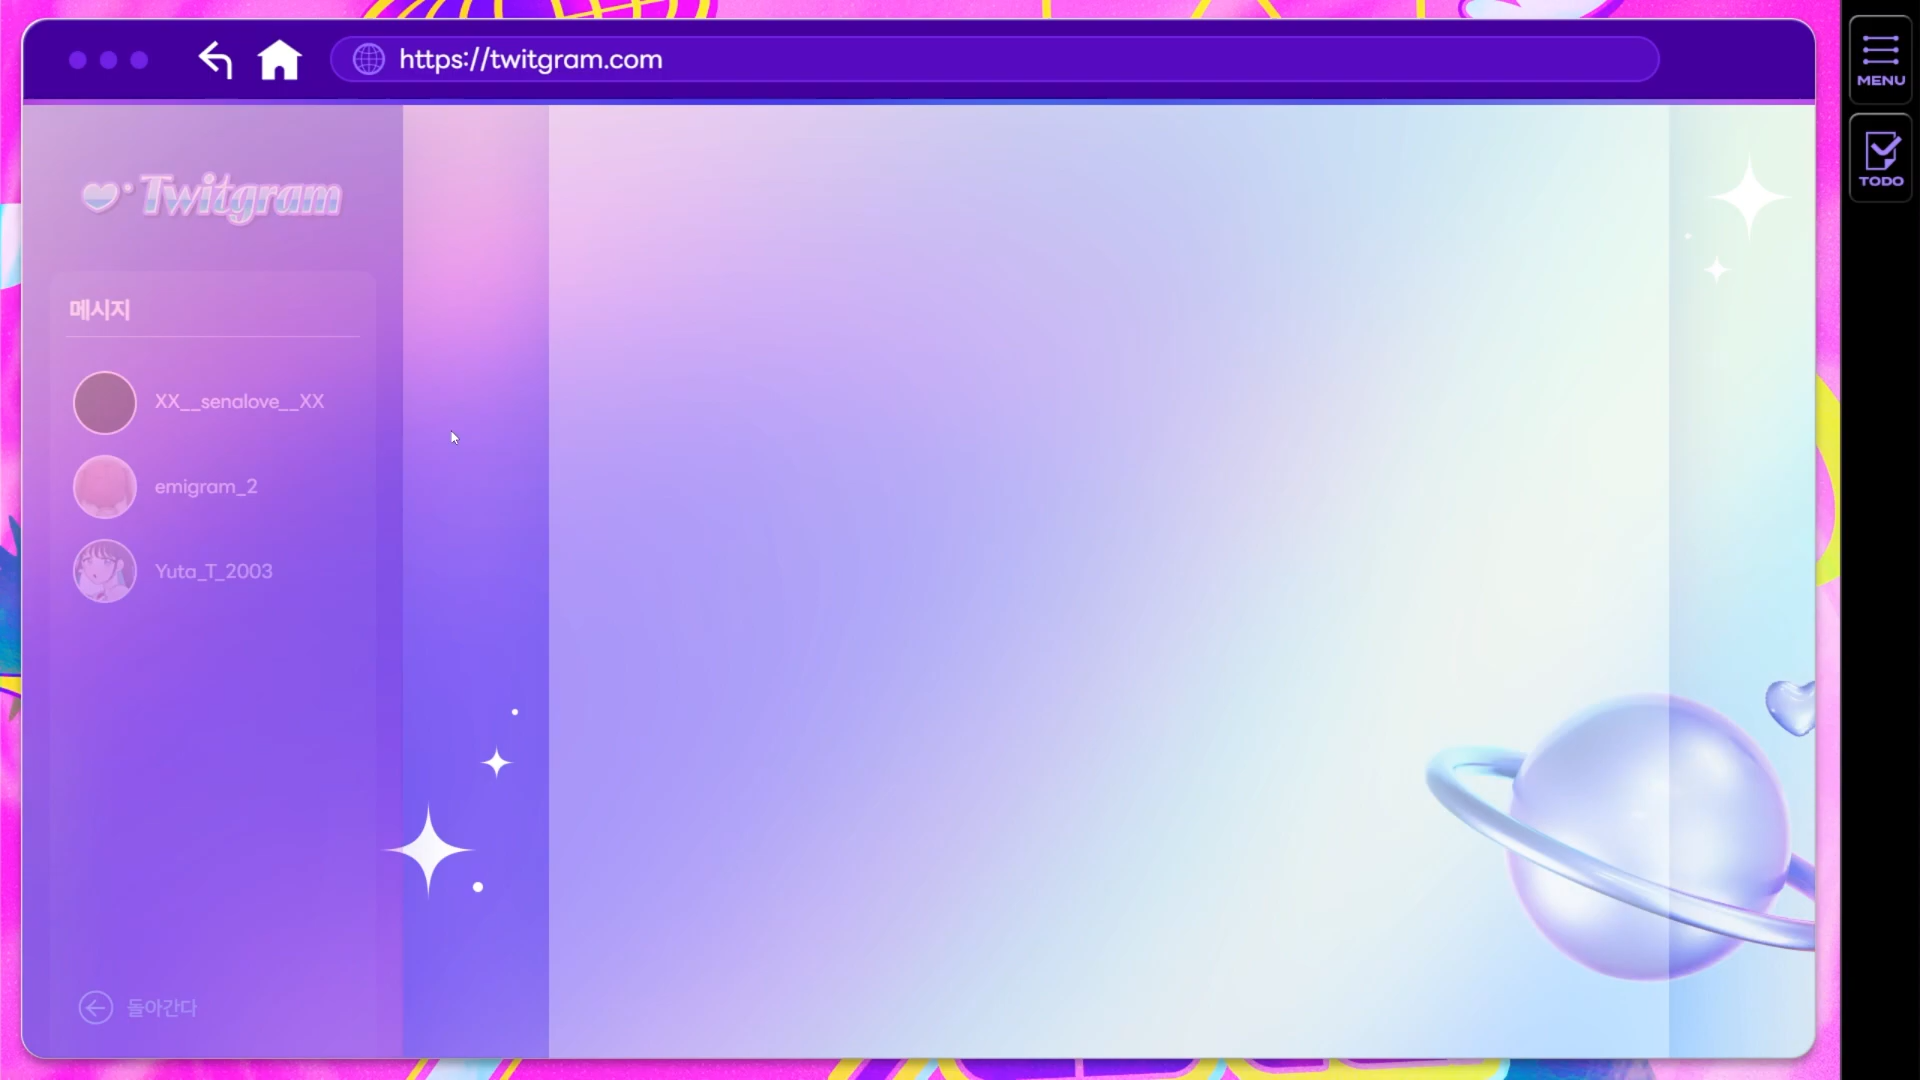 https://twitgram.com
MENU
TODO
Twitgram
메시지
XX__senalove__XX
emigram_2
Yuta_T_2003
돌아간다